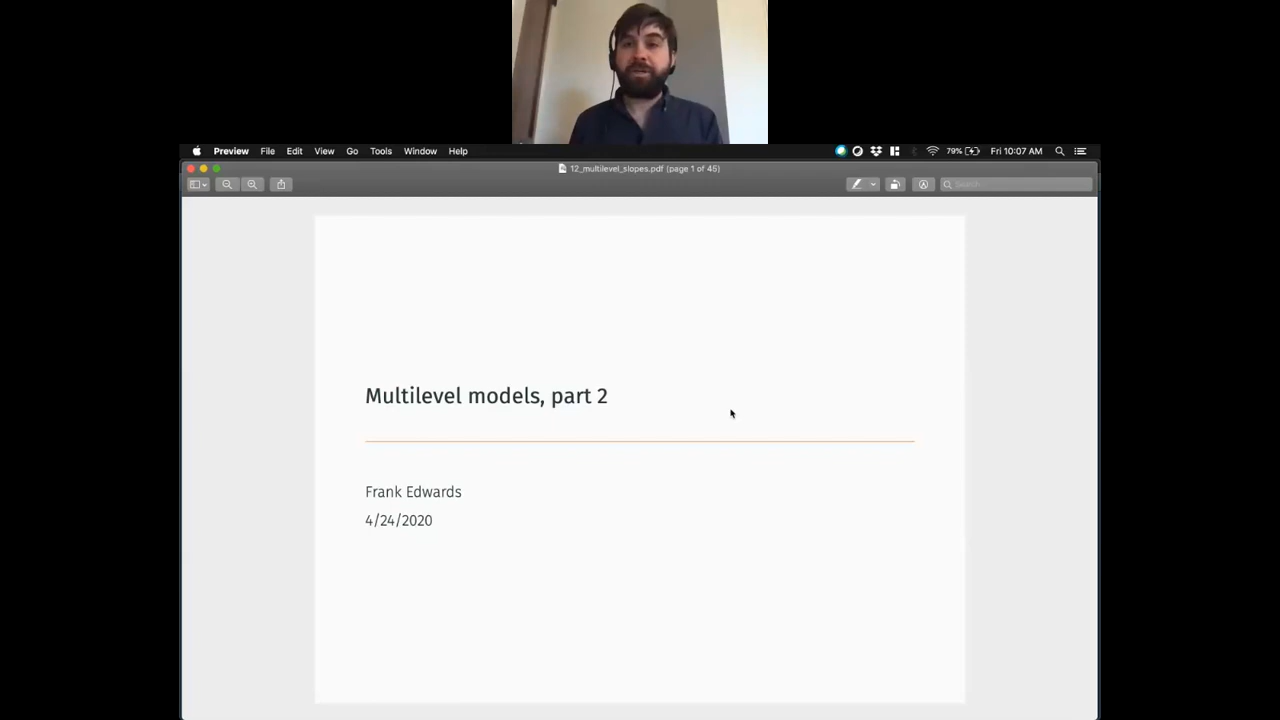 Preview File Edit View Go Tools Window Help 79% Fri 10:07 AM
12_multilevel_slopes.pdf (page 1 of 45)
Search
Multilevel models, part 2
Frank Edwards
4/24/2020